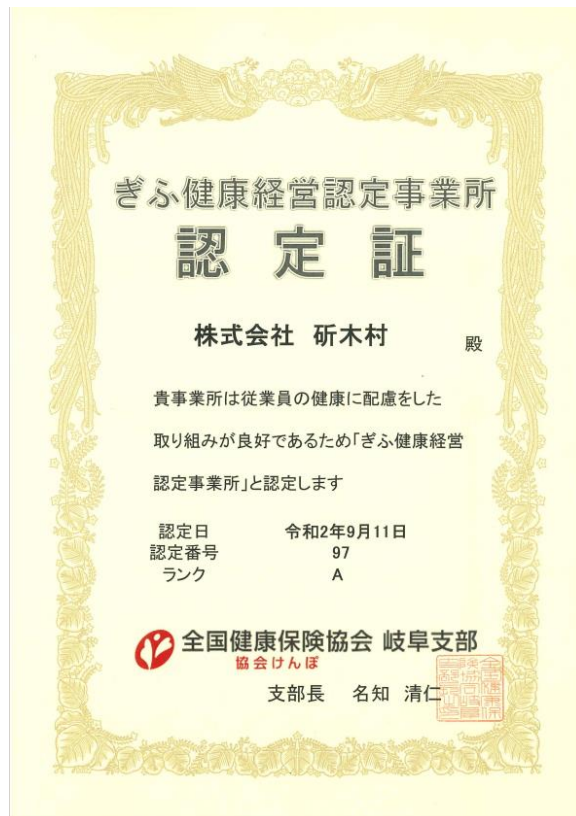 ぎふ健康経営認定事業所
認定証
株式会社 斫木村 殿
貴事業所は従業員の健康に配慮をした
取り組みが良好であるため「ぎふ健康経営
認定事業所」と認定します
認定日 令和2年9月11日
認定番号 97
ランク A
全国健康保険協会 岐阜支部
協会けんぽ
支部長 名知 清仁